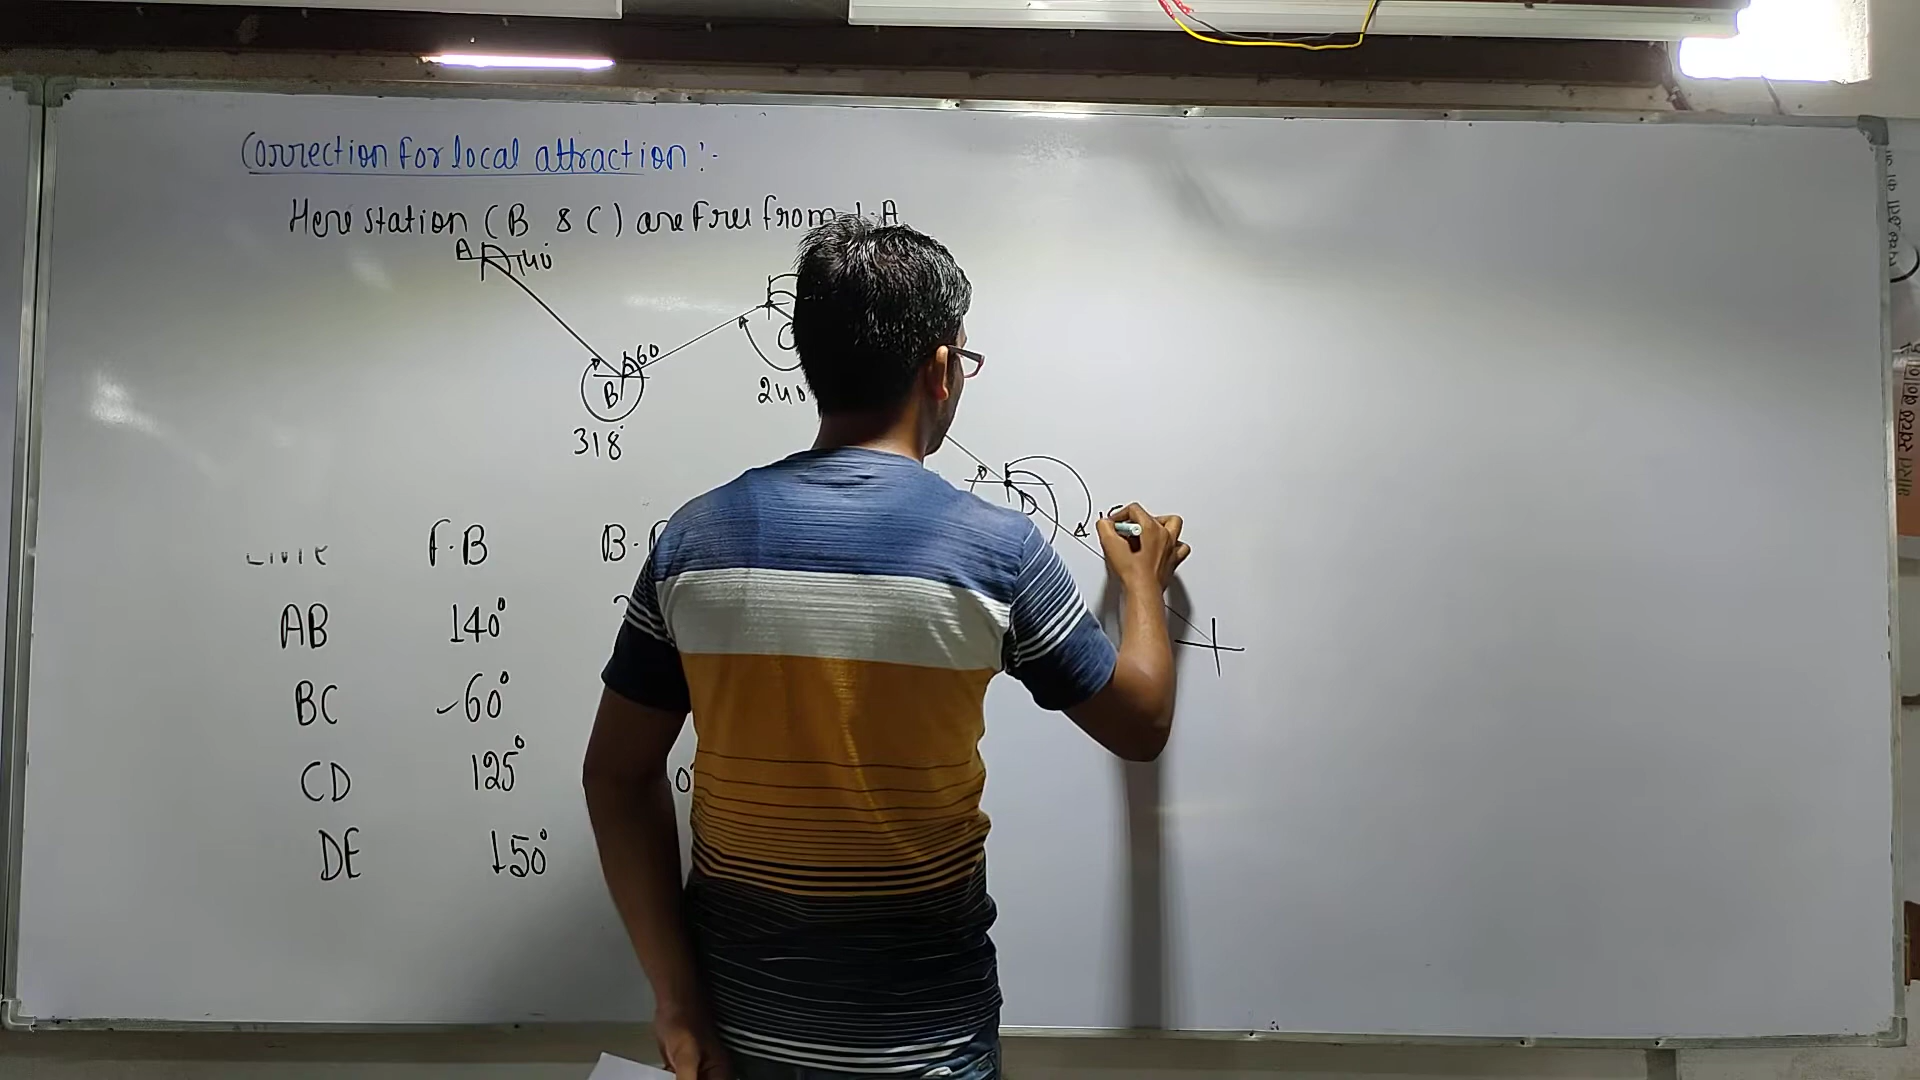 Correction for local attraction :-
Here station (B & C) are free from L.A
A 140°
60
B
C
240
318°
D
F.B B.
AB 140°
BC 60°
CD 125°
DE 150°